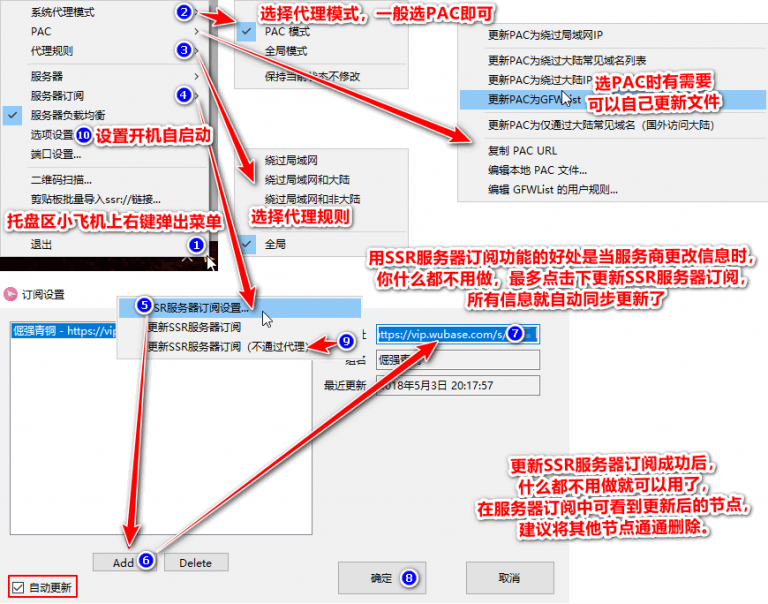 系统代理模式
②
PAC
代理规则
③
服务器
服务器订阅
④
服务器负载均衡
选项设置
⑩
设置开机自启动
端口设置...
二维码扫描...
剪贴板批量导入ssr://链接...
托盘区小飞机上右键弹出菜单
退出
①
选择代理模式，一般选PAC即可
PAC 模式
全局模式
保持当前状态不修改
绕过局域网
绕过局域网和大陆
绕过局域网和非大陆
选择代理规则
全局
更新PAC为绕过局域网IP
更新PAC为绕过大陆常见域名列表
更新PAC为绕过大陆IP
更新PAC为GFWList
更新PAC为仅通过大陆常见域名（国外访问大陆）
复制 PAC URL
编辑本地 PAC 文件...
编辑 GFWList 的用户规则...
选PAC时有需要
可以自己更新文件
用SSR服务器订阅功能的好处是当服务商更改信息时，
你什么都不用做，最多点击下更新SSR服务器订阅，
所有信息就自动同步更新了
订阅设置
倔强青铜 - https://vip
⑤
SSR服务器订阅设置...
更新SSR服务器订阅
更新SSR服务器订阅（不通过代理）
⑨
https://vip.wubase.com/s/
⑦
组名
倔强青铜
最近更新
2018年5月3日 20:17:57
更新SSR服务器订阅成功后，
什么都不用做就可以用了，
在服务器订阅中可看到更新后的节点，
建议将其他节点通通删除。
Add
⑥
Delete
自动更新
确定
⑧
取消